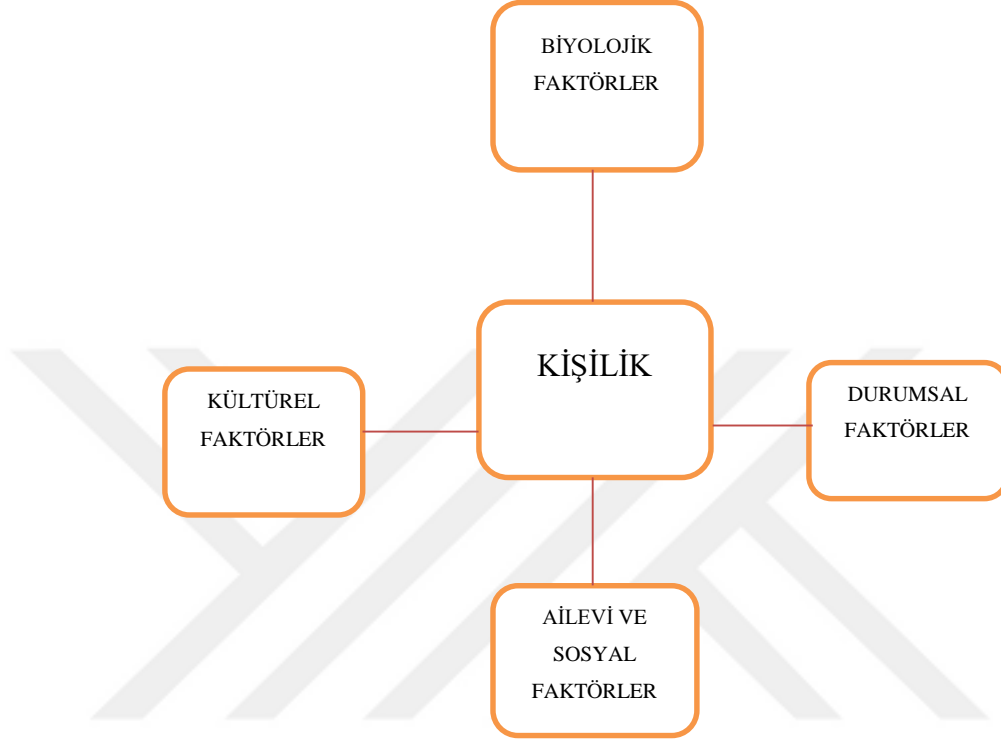 BİYOLOJİK
FAKTÖRLER
KİŞİLİK
KÜLTÜREL
FAKTÖRLER
DURUMSAL
FAKTÖRLER
AİLEVİ VE
SOSYAL
FAKTÖRLER